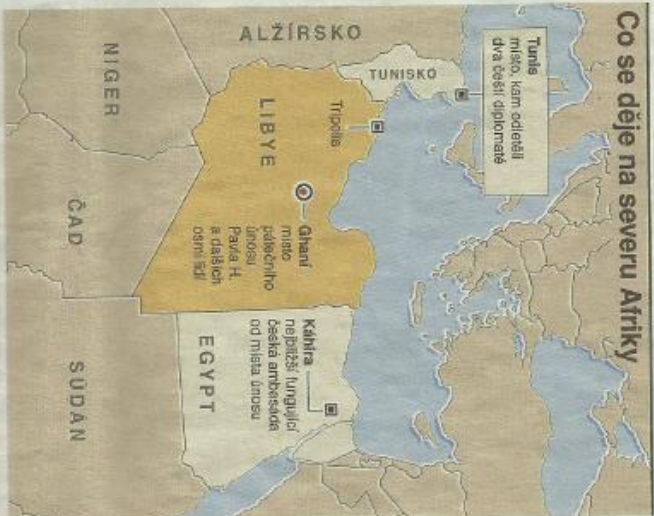 Co se děje na severu Afriky
Tunis
místo, kam odletěli
dva čeští diplomaté
ALŽÍRSKO
TUNISKO
Tripolis
LIBYE
Ghaní
místo
pátečního
únosu
Pavla H.
a dalších
osmi lidí
Káhira
nejbližší fungující
česká ambasáda
od místa únosu
EGYPT
NIGER
ČAD
SÚDÁN